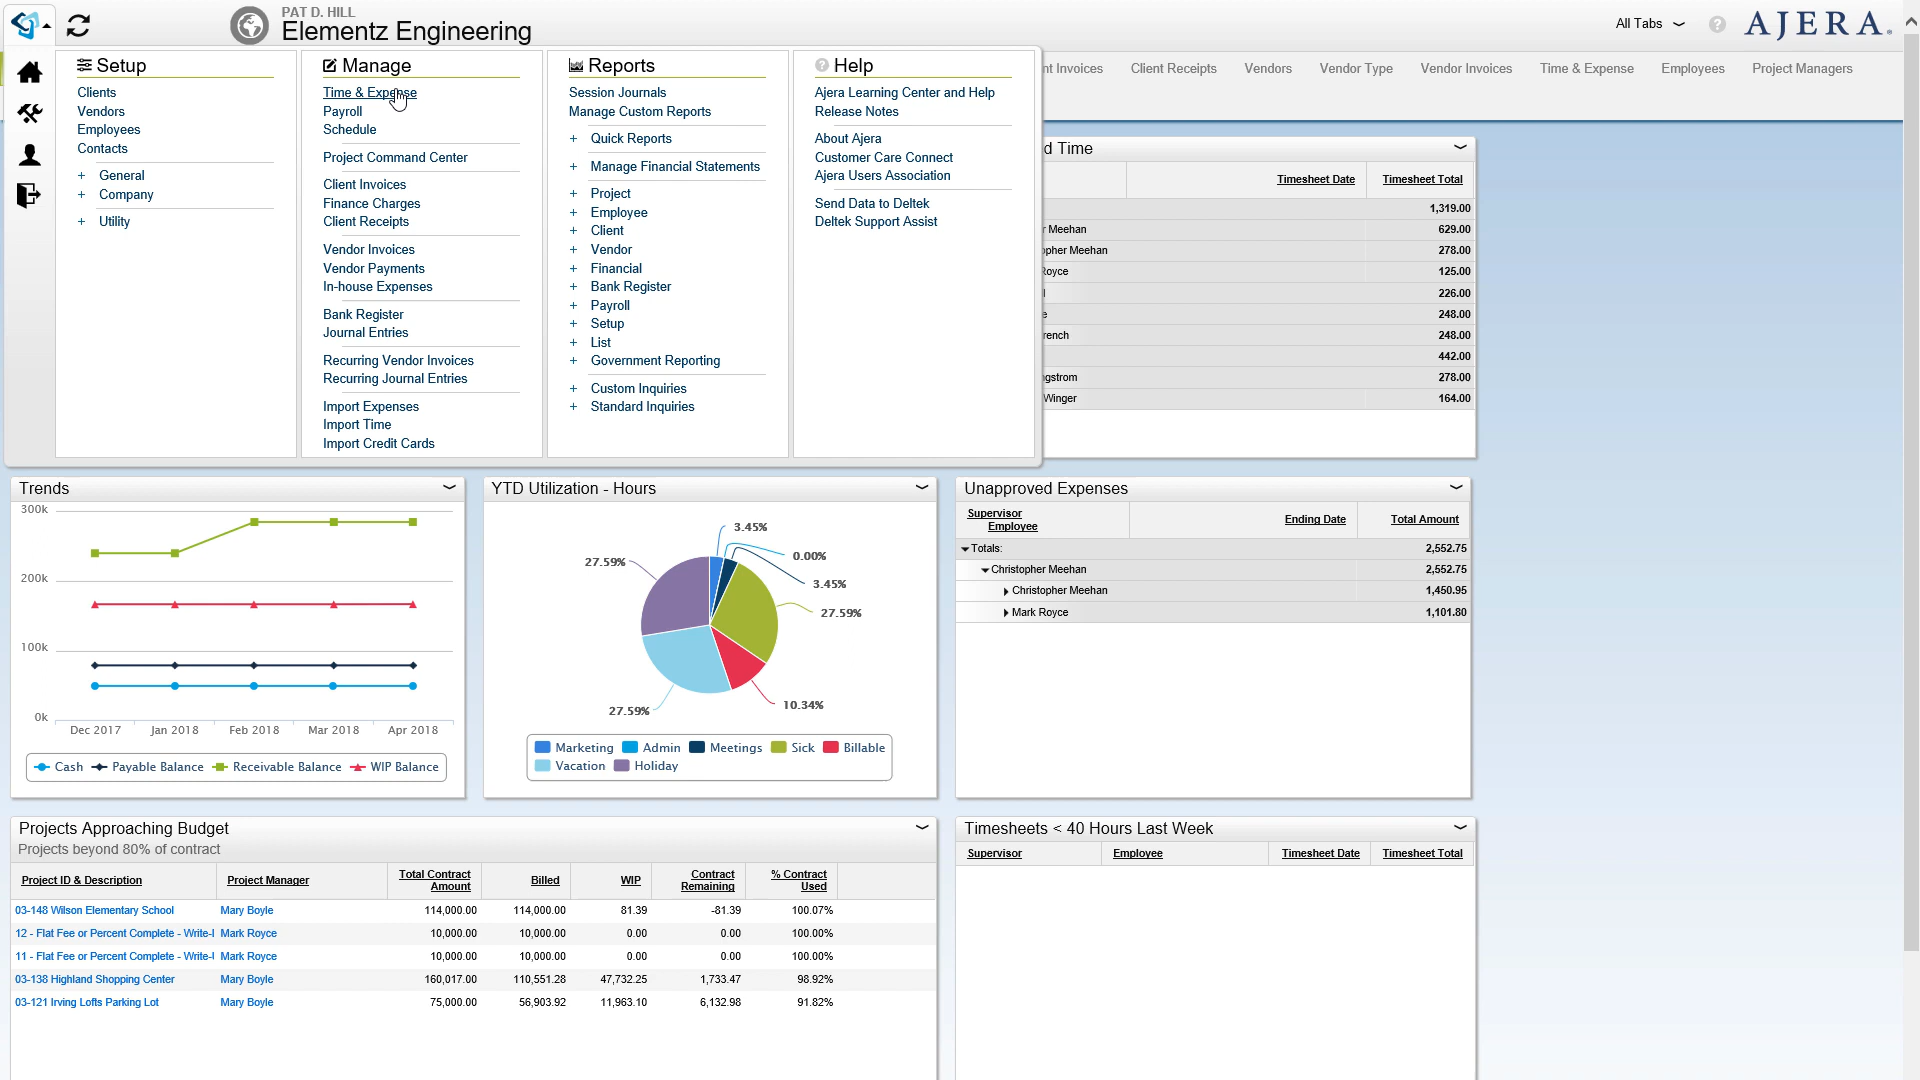 PAT D. HILL
Elementz Engineering
All Tabs
AJERA
Setup
Clients
Vendors
Employees
Contacts
+ General
+ Company
+ Utility
Manage
Time & Expense
Payroll
Schedule
Project Command Center
Client Invoices
Finance Charges
Client Receipts
Vendor Invoices
Vendor Payments
In-house Expenses
Bank Register
Journal Entries
Recurring Vendor Invoices
Recurring Journal Entries
Import Expenses
Import Time
Import Credit Cards
Reports
Session Journals
Manage Custom Reports
+ Quick Reports
+ Manage Financial Statements
+ Project
+ Employee
+ Client
+ Vendor
+ Financial
+ Bank Register
+ Payroll
+ Setup
+ List
+ Government Reporting
+ Custom Inquiries
+ Standard Inquiries
Help
Ajera Learning Center and Help
Release Notes
About Ajera
Customer Care Connect
Ajera Users Association
Send Data to Deltek
Deltek Support Assist
nt Invoices Client Receipts Vendors Vendor Type Vendor Invoices Time & Expense Employees Project Managers
d Time
Timesheet Date Timesheet Total
1,319.00
r Meehan 629.00
opher Meehan 278.00
Royce 125.00
l 226.00
e 248.00
rench 248.00
442.00
ngstrom 278.00
Winger 164.00
Trends
300k
200k
100k
0k
Dec 2017 Jan 2018 Feb 2018 Mar 2018 Apr 2018
Cash Payable Balance Receivable Balance WIP Balance
YTD Utilization - Hours
3.45%
0.00%
3.45%
27.59%
10.34%
27.59%
27.59%
Marketing Admin Meetings Sick Billable
Vacation Holiday
Unapproved Expenses
Supervisor
Employee Ending Date Total Amount
Totals: 2,552.75
Christopher Meehan 2,552.75
Christopher Meehan 1,450.95
Mark Royce 1,101.80
Projects Approaching Budget
Projects beyond 80% of contract
Project ID & Description Project Manager Total Contract Amount Billed WIP Contract Remaining % Contract Used
03-148 Wilson Elementary School Mary Boyle 114,000.00 114,000.00 81.39 -81.39 100.07%
12 - Flat Fee or Percent Complete - Write-I Mark Royce 10,000.00 10,000.00 0.00 0.00 100.00%
11 - Flat Fee or Percent Complete - Write-I Mark Royce 10,000.00 10,000.00 0.00 0.00 100.00%
03-138 Highland Shopping Center Mary Boyle 160,017.00 110,551.28 47,732.25 1,733.47 98.92%
03-121 Irving Lofts Parking Lot Mary Boyle 75,000.00 56,903.92 11,963.10 6,132.98 91.82%
Timesheets < 40 Hours Last Week
Supervisor Employee Timesheet Date Timesheet Total